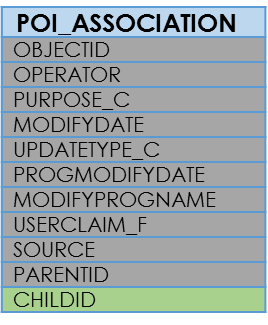 POI_ASSOCIATION
OBJECTID
OPERATOR
PURPOSE_C
MODIFYDATE
UPDATETYPE_C
PROGMODIFYDATE
MODIFYPROGNAME
USERCLAIM_F
SOURCE
PARENTID
CHILDID